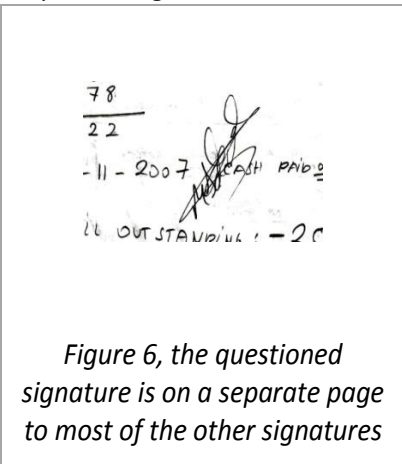 78
22
-11-2007 CASH PAID
OUTSTANDING : -20
Figure 6, the questioned
signature is on a separate page
to most of the other signatures